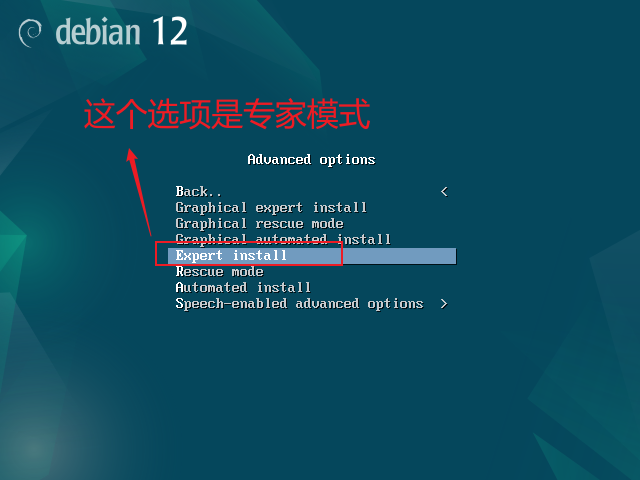 debian 12
这个选项是专家模式
Advanced options
Back.. <
Graphical expert install
Graphical rescue mode
Graphical automated install
Expert install
Rescue mode
Automated install
Speech-enabled advanced options >